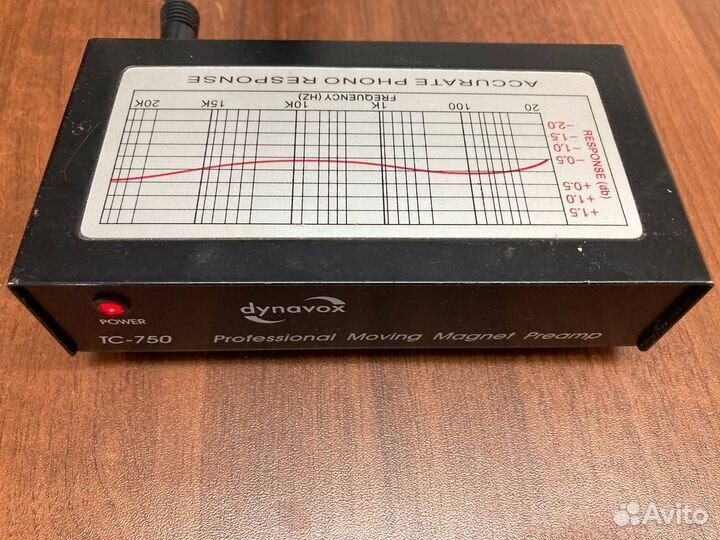 ACCURATE PHONO RESPONSE
FREQUENCY (HZ)
20 100 1K 10K 15K 20K
RESPONSE (db)
+1.5
+1.0
+0.5
-0.5
-1.0
-1.5
-2.0
dynavox
POWER
TC-750 Professional Moving Magnet Preamp
Avito